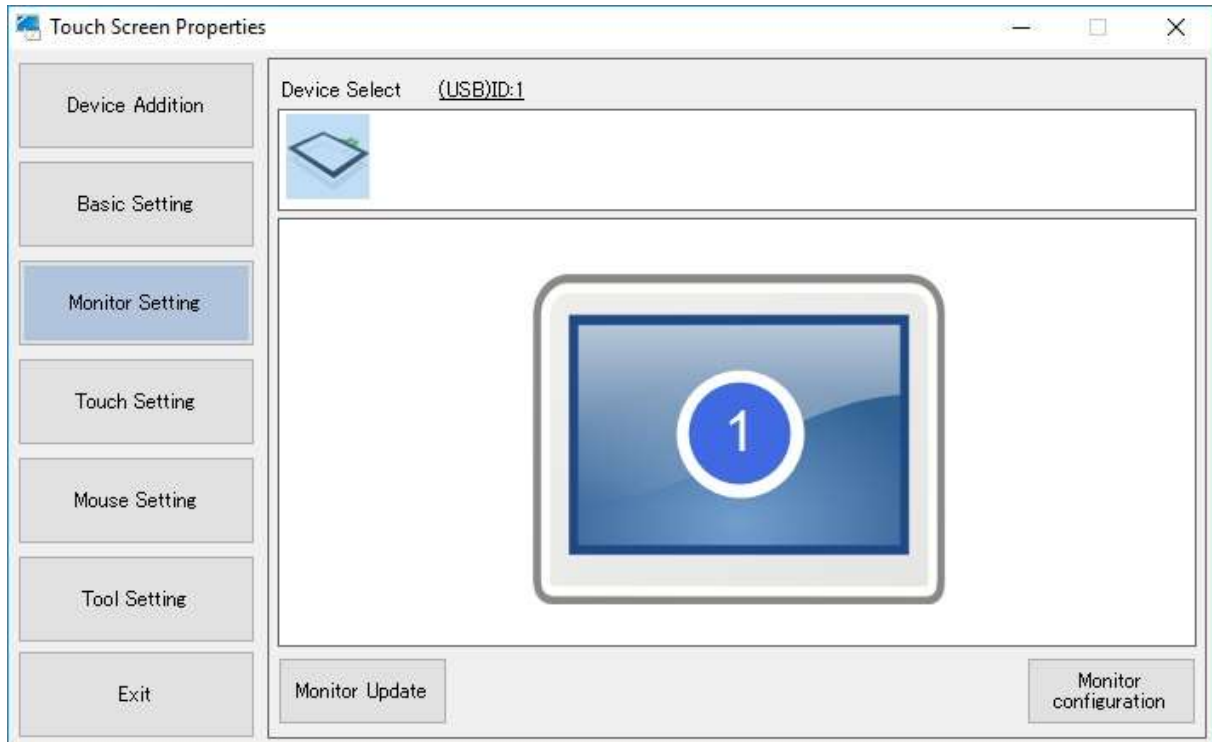 Touch Screen Properties
Device Addition
Basic Setting
Monitor Setting
Touch Setting
Mouse Setting
Tool Setting
Exit
Device Select (USB)ID:1
1
Monitor Update
Monitor
configuration